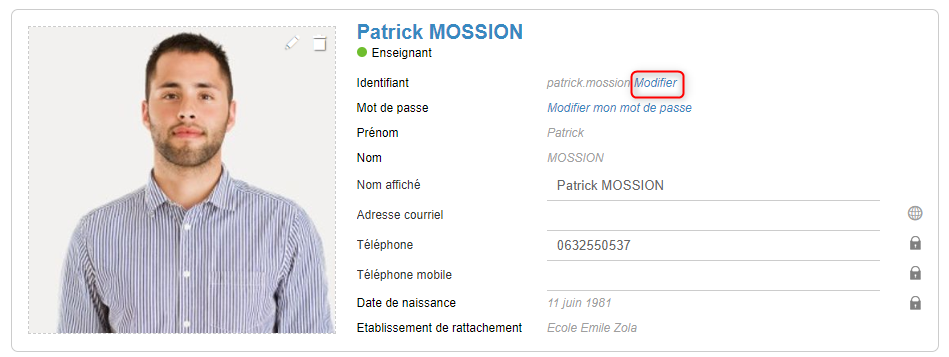 Patrick MOSSION
Enseignant
Identifiant patrick.mossion Modifier
Mot de passe Modifier mon mot de passe
Prénom Patrick
Nom MOSSION
Nom affiché Patrick MOSSION
Adresse courriel
Téléphone 0632550537
Téléphone mobile
Date de naissance 11 juin 1981
Etablissement de rattachement Ecole Emile Zola